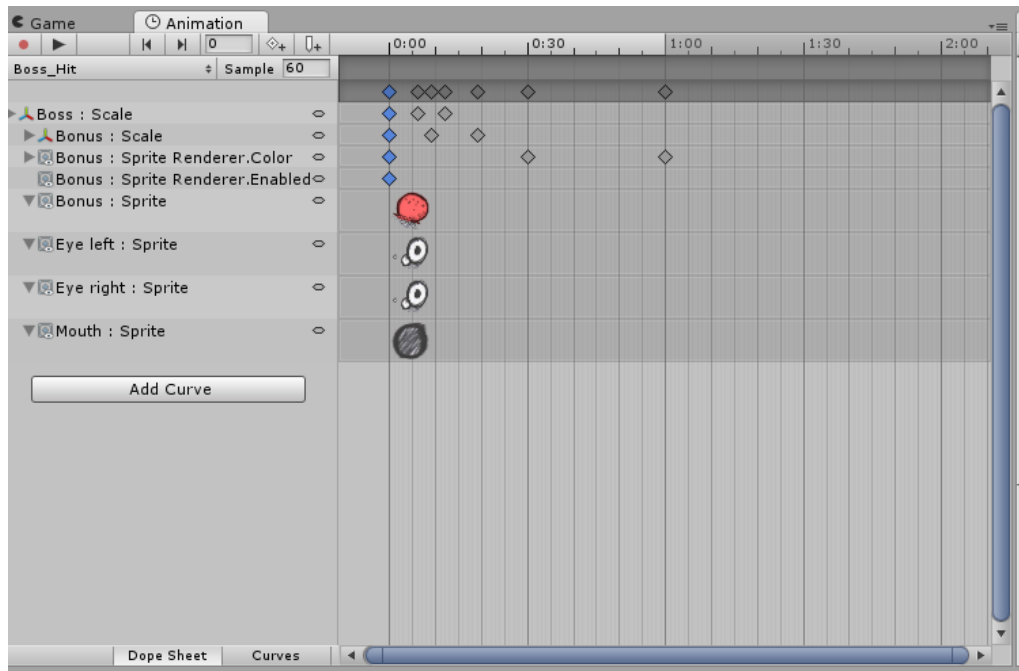 Game Animation
0 0:00 0:30 1:00 1:30 2:00
Boss_Hit Sample 60
Boss : Scale
Bonus : Scale
Bonus : Sprite Renderer.Color
Bonus : Sprite Renderer.Enabled
Bonus : Sprite
Eye left : Sprite
Eye right : Sprite
Mouth : Sprite
Add Curve
Dope Sheet Curves